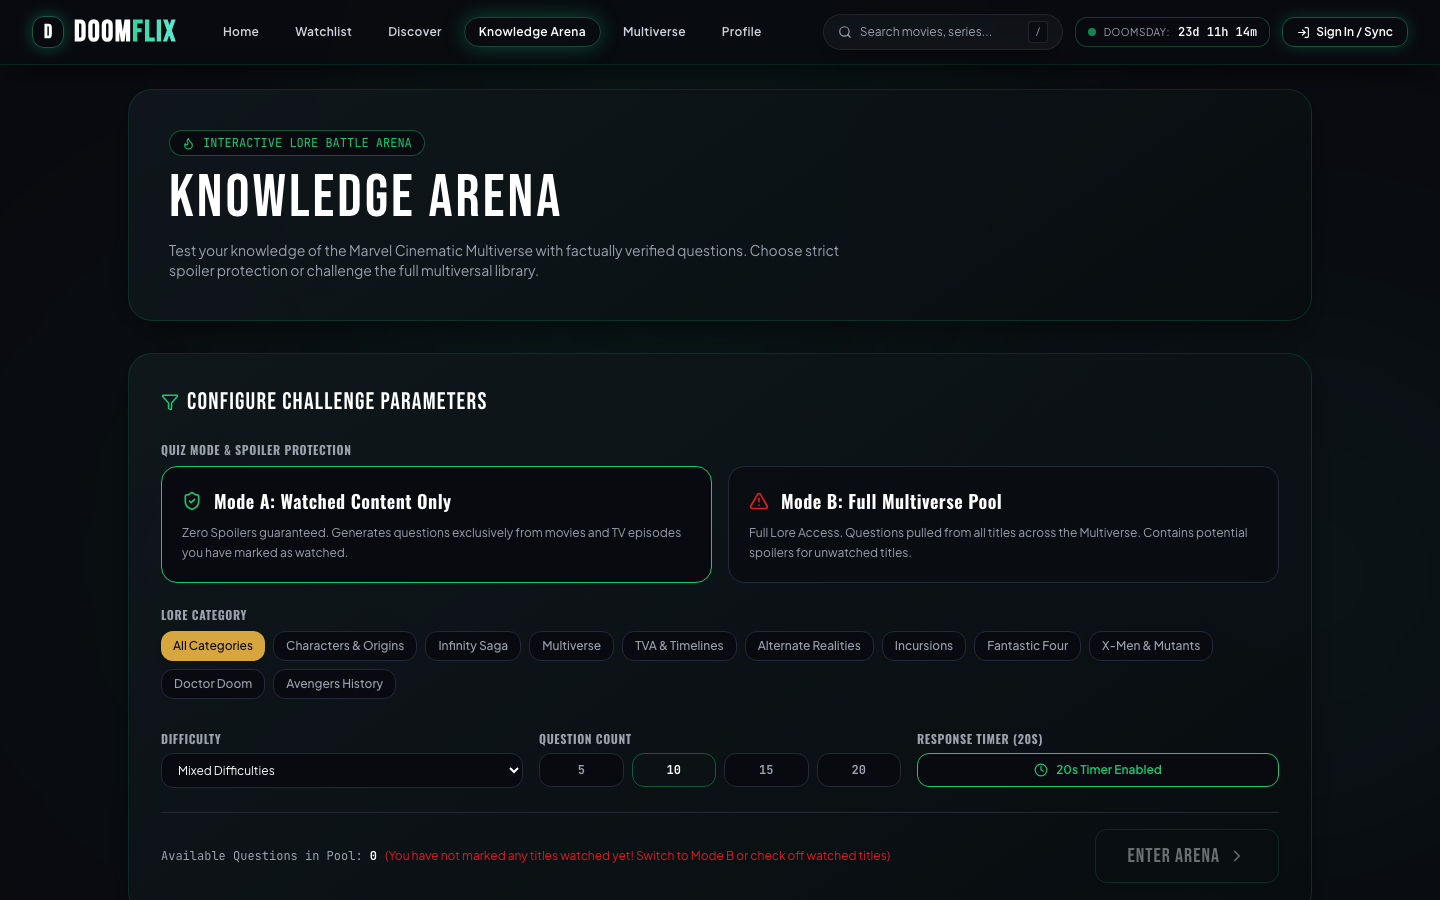 D DOOMFLIX
Home
Watchlist
Discover
Knowledge Arena
Multiverse
Profile
Search movies, series...
/
DOOMSDAY: 23d 11h 14m
Sign In / Sync
INTERACTIVE LORE BATTLE ARENA
KNOWLEDGE ARENA
Test your knowledge of the Marvel Cinematic Multiverse with factually verified questions. Choose strict
spoiler protection or challenge the full multiversal library.
CONFIGURE CHALLENGE PARAMETERS
QUIZ MODE & SPOILER PROTECTION
Mode A: Watched Content Only
Zero Spoilers guaranteed. Generates questions exclusively from movies and TV episodes
you have marked as watched.
Mode B: Full Multiverse Pool
Full Lore Access. Questions pulled from all titles across the Multiverse. Contains potential
spoilers for unwatched titles.
LORE CATEGORY
All Categories
Characters & Origins
Infinity Saga
Multiverse
TVA & Timelines
Alternate Realities
Incursions
Fantastic Four
X-Men & Mutants
Doctor Doom
Avengers History
DIFFICULTY
Mixed Difficulties
QUESTION COUNT
5
10
15
20
RESPONSE TIMER (20S)
20s Timer Enabled
Available Questions in Pool: 0 (You have not marked any titles watched yet! Switch to Mode B or check off watched titles)
ENTER ARENA